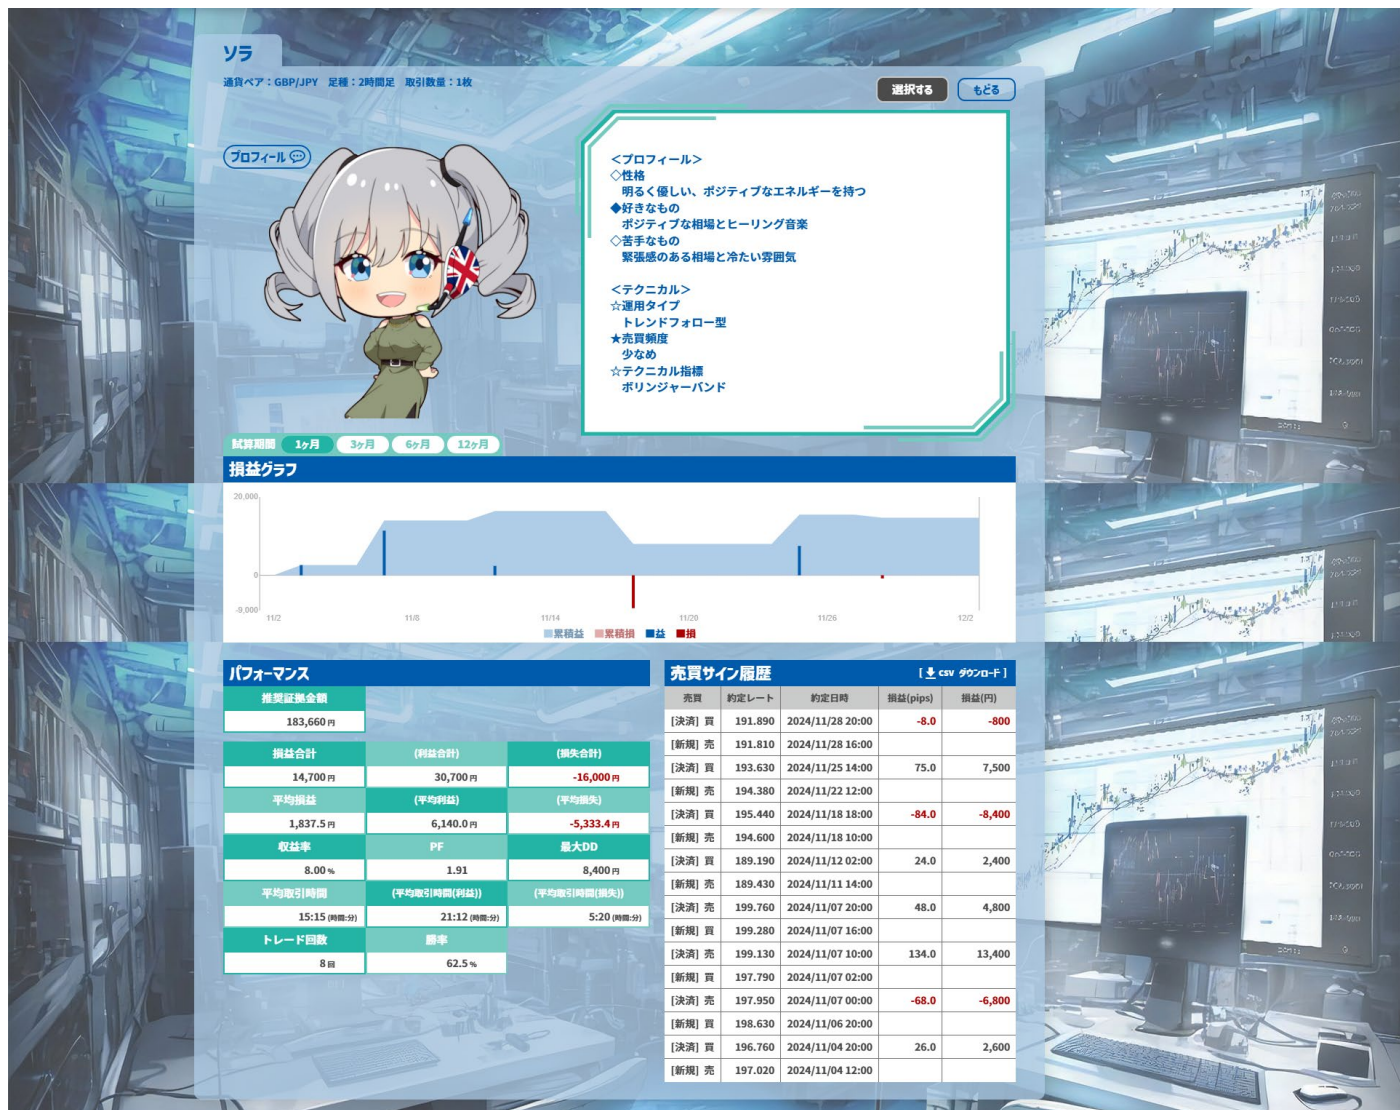 ソラ
通貨ペア：GBP/JPY 足種：2時間足 取引数量：1枚
選択する
もどる
プロフィール
＜プロフィール＞
◇性格
明るく優しい、ポジティブなエネルギーを持つ
◆好きなもの
ポジティブな相場とヒーリング音楽
◇苦手なもの
緊張感のある相場と冷たい雰囲気
＜テクニカル＞
☆運用タイプ
トレンドフォロー型
★売買頻度
少なめ
☆テクニカル指標
ボリンジャーバンド
試算期間 1ヶ月 3ヶ月 6ヶ月 12ヶ月
損益グラフ
20,000
0
-9,000
11/2 11/8 11/14 11/20 11/26 12/2
累積益 累積損 益 損
パフォーマンス
推奨証拠金額
183,660 円
損益合計 (利益合計) (損失合計)
14,700 円 30,700 円 -16,000 円
平均損益 (平均利益) (平均損失)
1,837.5 円 6,140.0 円 -5,333.4 円
収益率 PF 最大DD
8.00 % 1.91 8,400 円
平均取引時間 (平均取引時間(利益)) (平均取引時間(損失))
15:15 (時間:分) 21:12 (時間:分) 5:20 (時間:分)
トレード回数 勝率
8 回 62.5 %
売買サイン履歴 [ csv ダウンロード ]
売買 約定レート 約定日時 損益(pips) 損益(円)
[決済] 買 191.890 2024/11/28 20:00 -8.0 -800
[新規] 売 191.810 2024/11/28 16:00
[決済] 買 193.630 2024/11/25 14:00 75.0 7,500
[新規] 売 194.380 2024/11/22 12:00
[決済] 買 195.440 2024/11/18 18:00 -84.0 -8,400
[新規] 売 194.600 2024/11/18 10:00
[決済] 買 189.190 2024/11/12 02:00 24.0 2,400
[新規] 売 189.430 2024/11/11 14:00
[決済] 売 199.760 2024/11/07 20:00 48.0 4,800
[新規] 買 199.280 2024/11/07 16:00
[決済] 売 199.130 2024/11/07 10:00 134.0 13,400
[新規] 買 197.790 2024/11/07 02:00
[決済] 売 197.950 2024/11/07 00:00 -68.0 -6,800
[新規] 買 198.630 2024/11/06 20:00
[決済] 買 196.760 2024/11/04 20:00 26.0 2,600
[新規] 売 197.020 2024/11/04 12:00